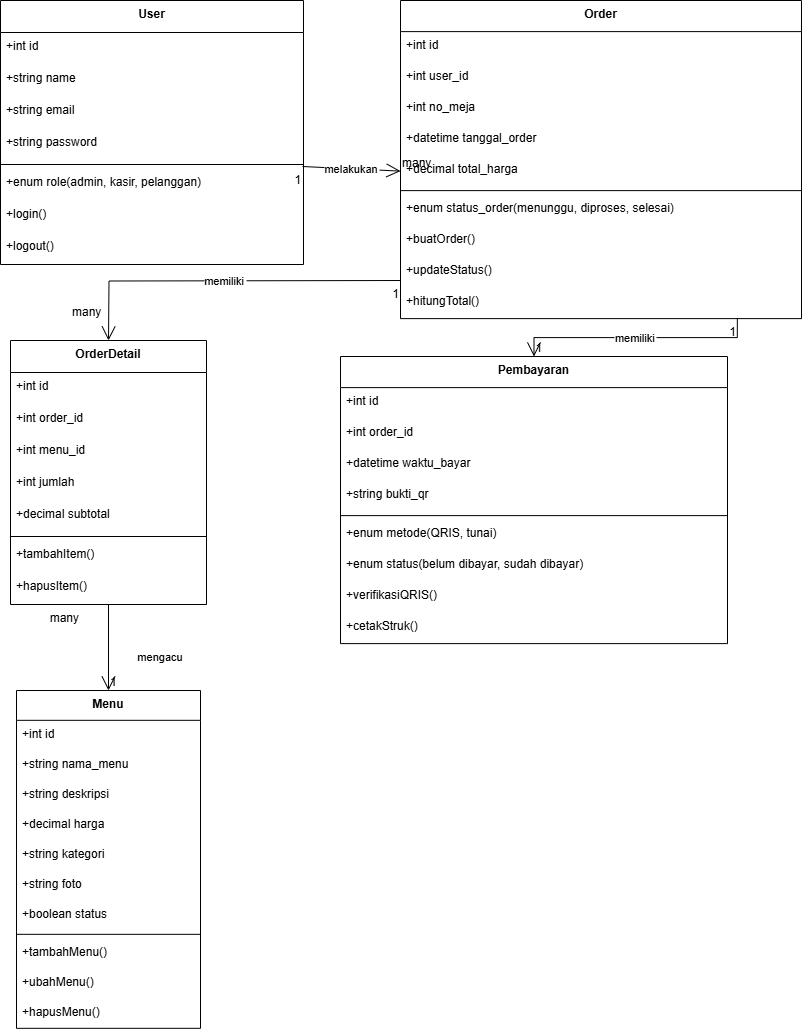 User
+int id
+string name
+string email
+string password
+enum role(admin, kasir, pelanggan)
+login()
+logout()
1
melakukan
many
Order
+int id
+int user_id
+int no_meja
+datetime tanggal_order
+decimal total_harga
+enum status_order(menunggu, diproses, selesai)
+buatOrder()
+updateStatus()
+hitungTotal()
memiliki
1
many
1
memiliki
1
OrderDetail
+int id
+int order_id
+int menu_id
+int jumlah
+decimal subtotal
+tambahItem()
+hapusItem()
Pembayaran
+int id
+int order_id
+datetime waktu_bayar
+string bukti_qr
+enum metode(QRIS, tunai)
+enum status(belum dibayar, sudah dibayar)
+verifikasiQRIS()
+cetakStruk()
many
mengacu
1
Menu
+int id
+string nama_menu
+string deskripsi
+decimal harga
+string kategori
+string foto
+boolean status
+tambahMenu()
+ubahMenu()
+hapusMenu()